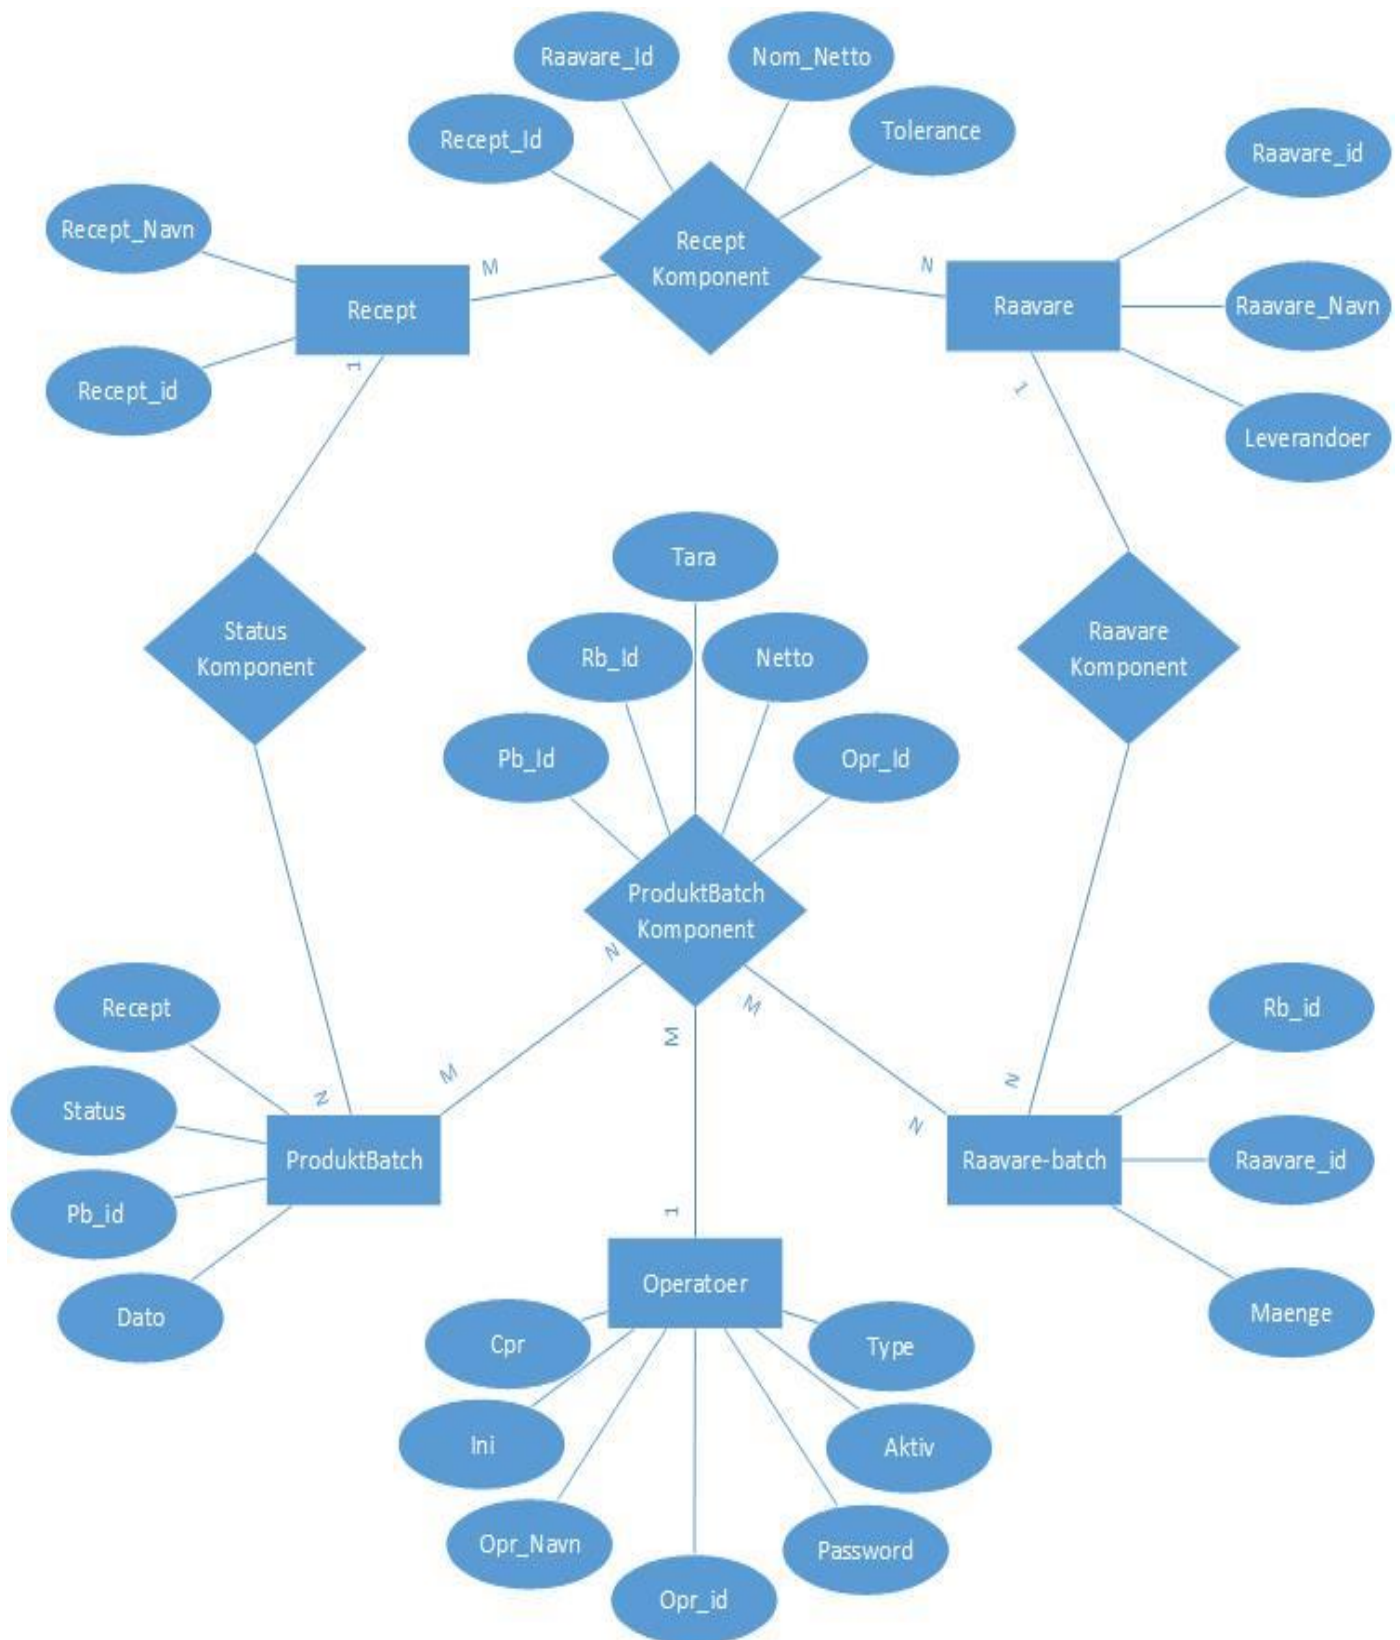 Raavare_Id
Nom_Netto
Recept_Id
Tolerance
Raavare_id
Recept_Navn
Recept
Komponent
M
N
Recept
Raavare
Raavare_Navn
1
1
Recept_id
Leverandoer
Tara
Status
Komponent
Rb_Id
Netto
Raavare
Komponent
Pb_Id
Opr_Id
ProduktBatch
Komponent
N
M
M
M
N
N
N
1
Recept
Rb_id
Status
ProduktBatch
Raavare-batch
Raavare_id
Pb_id
Dato
Operatoer
Maenge
Cpr
Type
Ini
Aktiv
Opr_Navn
Password
Opr_id